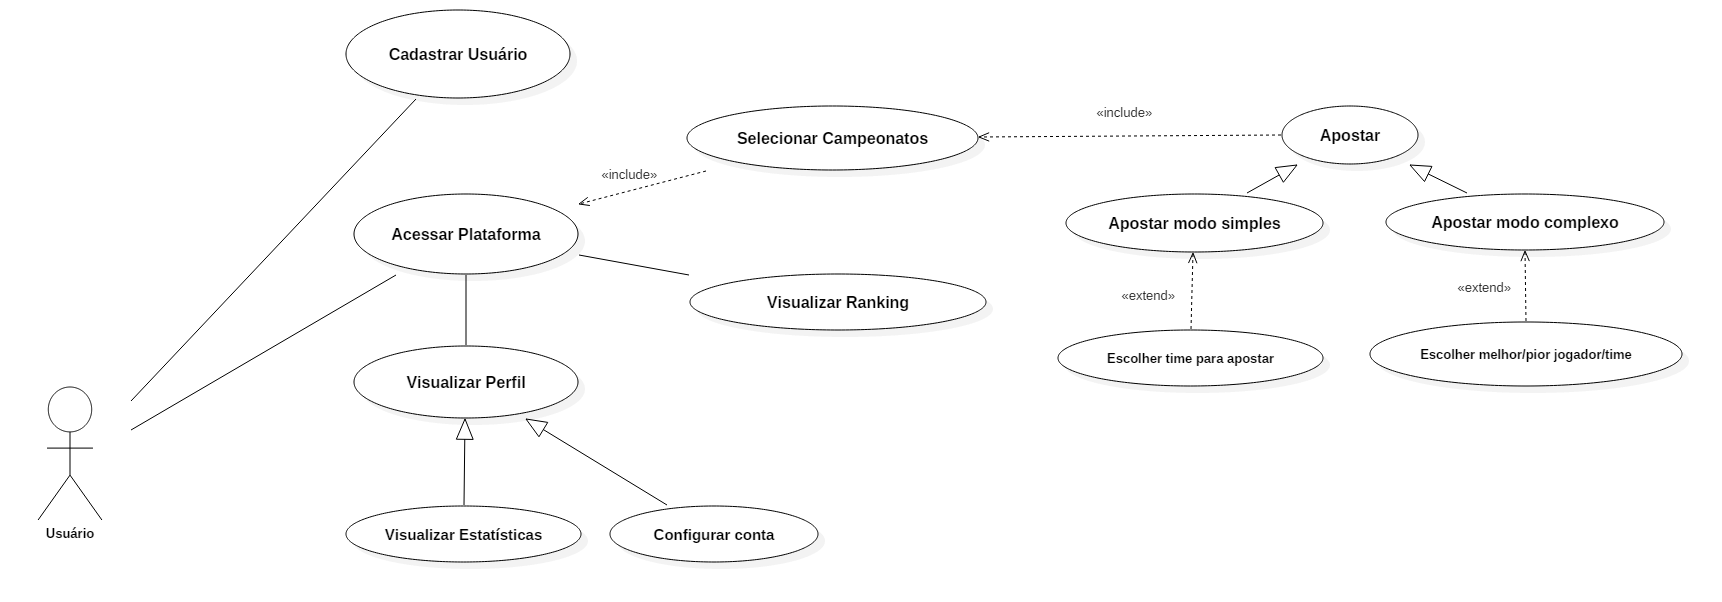 Cadastrar Usuário
«include»
Apostar
Selecionar Campeonatos
«include»
Acessar Plataforma
Apostar modo simples
Apostar modo complexo
«extend»
«extend»
Visualizar Ranking
Escolher time para apostar
Escolher melhor/pior jogador/time
Visualizar Perfil
Usuário
Visualizar Estatísticas
Configurar conta